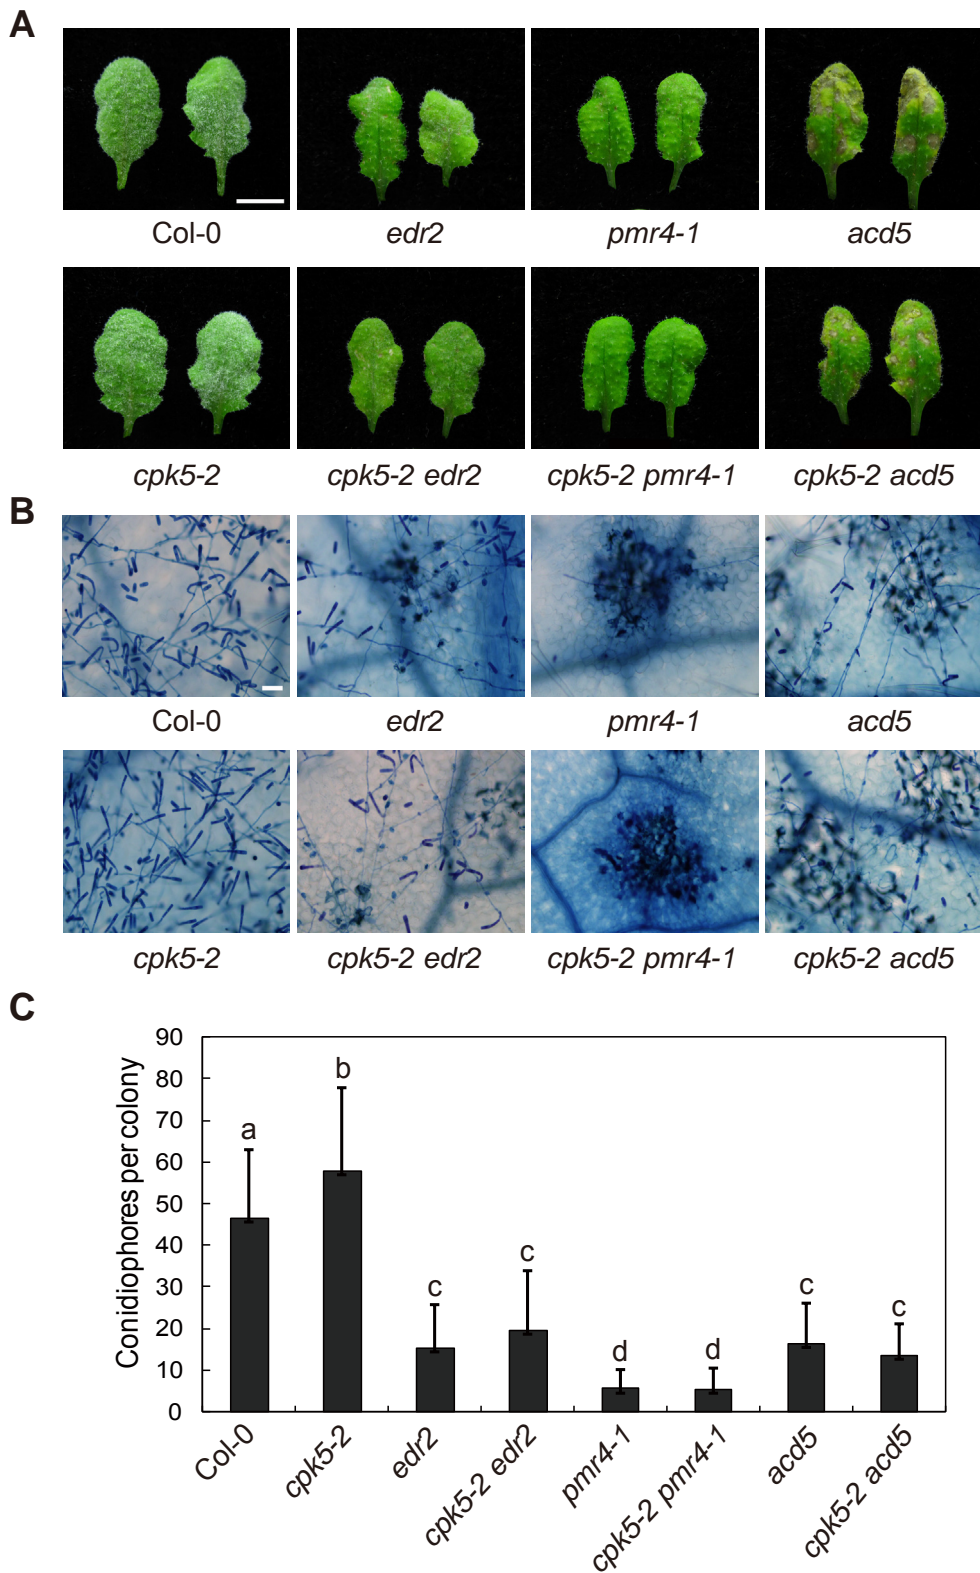 A
Col-0 edr2 pmr4-1 acd5
cpk5-2 cpk5-2 edr2 cpk5-2 pmr4-1 cpk5-2 acd5
B
Col-0 edr2 pmr4-1 acd5
cpk5-2 cpk5-2 edr2 cpk5-2 pmr4-1 cpk5-2 acd5
C
Conidiophores per colony
90
80
70
60
50
40
30
20
10
0
a b c c d d c c
Col-0 cpk5-2 edr2 cpk5-2 edr2 pmr4-1 cpk5-2 pmr4-1 acd5 cpk5-2 acd5